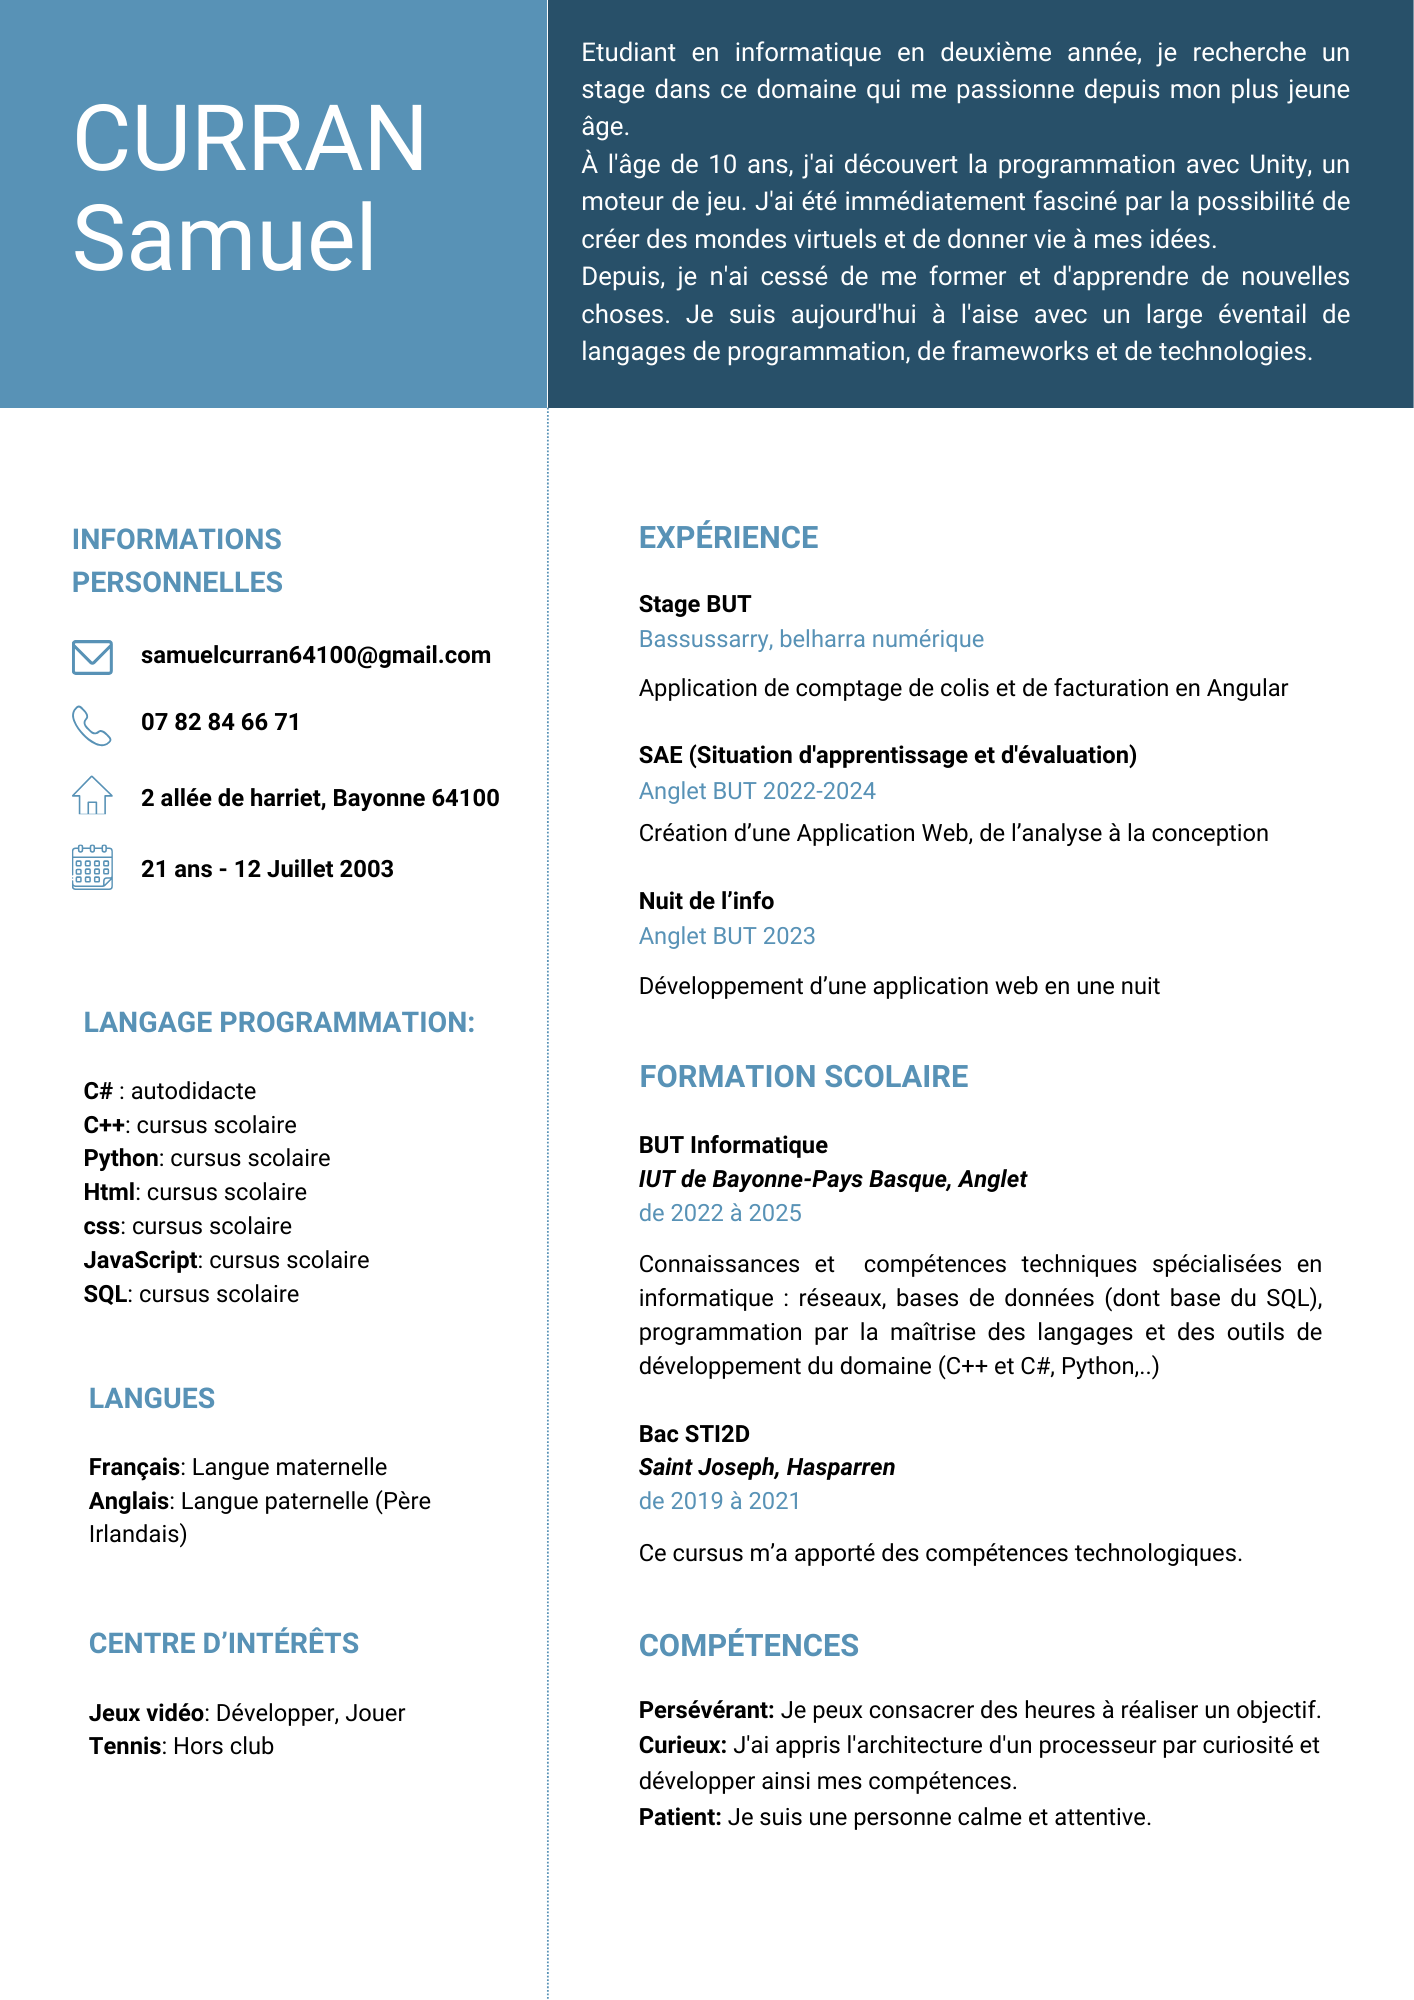 CURRAN
Samuel
Etudiant en informatique en deuxième année, je recherche un
stage dans ce domaine qui me passionne depuis mon plus jeune
âge.
À l'âge de 10 ans, j'ai découvert la programmation avec Unity, un
moteur de jeu. J'ai été immédiatement fasciné par la possibilité de
créer des mondes virtuels et de donner vie à mes idées.
Depuis, je n'ai cessé de me former et d'apprendre de nouvelles
choses. Je suis aujourd'hui à l'aise avec un large éventail de
langages de programmation, de frameworks et de technologies.
INFORMATIONS
PERSONNELLES
samuelcurran64100@gmail.com
07 82 84 66 71
2 allée de harriet, Bayonne 64100
21 ans - 12 Juillet 2003
LANGAGE PROGRAMMATION:
C# : autodidacte
C++: cursus scolaire
Python: cursus scolaire
Html: cursus scolaire
css: cursus scolaire
JavaScript: cursus scolaire
SQL: cursus scolaire
LANGUES
Français: Langue maternelle
Anglais: Langue paternelle (Père
Irlandais)
CENTRE D’INTÉRÊTS
Jeux vidéo: Développer, Jouer
Tennis: Hors club
EXPÉRIENCE
Stage BUT
Bassussarry, belharra numérique
Application de comptage de colis et de facturation en Angular
SAE (Situation d'apprentissage et d'évaluation)
Anglet BUT 2022-2024
Création d’une Application Web, de l’analyse à la conception
Nuit de l’info
Anglet BUT 2023
Développement d’une application web en une nuit
FORMATION SCOLAIRE
BUT Informatique
IUT de Bayonne-Pays Basque, Anglet
de 2022 à 2025
Connaissances et compétences techniques spécialisées en
informatique : réseaux, bases de données (dont base du SQL),
programmation par la maîtrise des langages et des outils de
développement du domaine (C++ et C#, Python,..)
Bac STI2D
Saint Joseph, Hasparren
de 2019 à 2021
Ce cursus m’a apporté des compétences technologiques.
COMPÉTENCES
Persévérant: Je peux consacrer des heures à réaliser un objectif.
Curieux: J'ai appris l'architecture d'un processeur par curiosité et
développer ainsi mes compétences.
Patient: Je suis une personne calme et attentive.